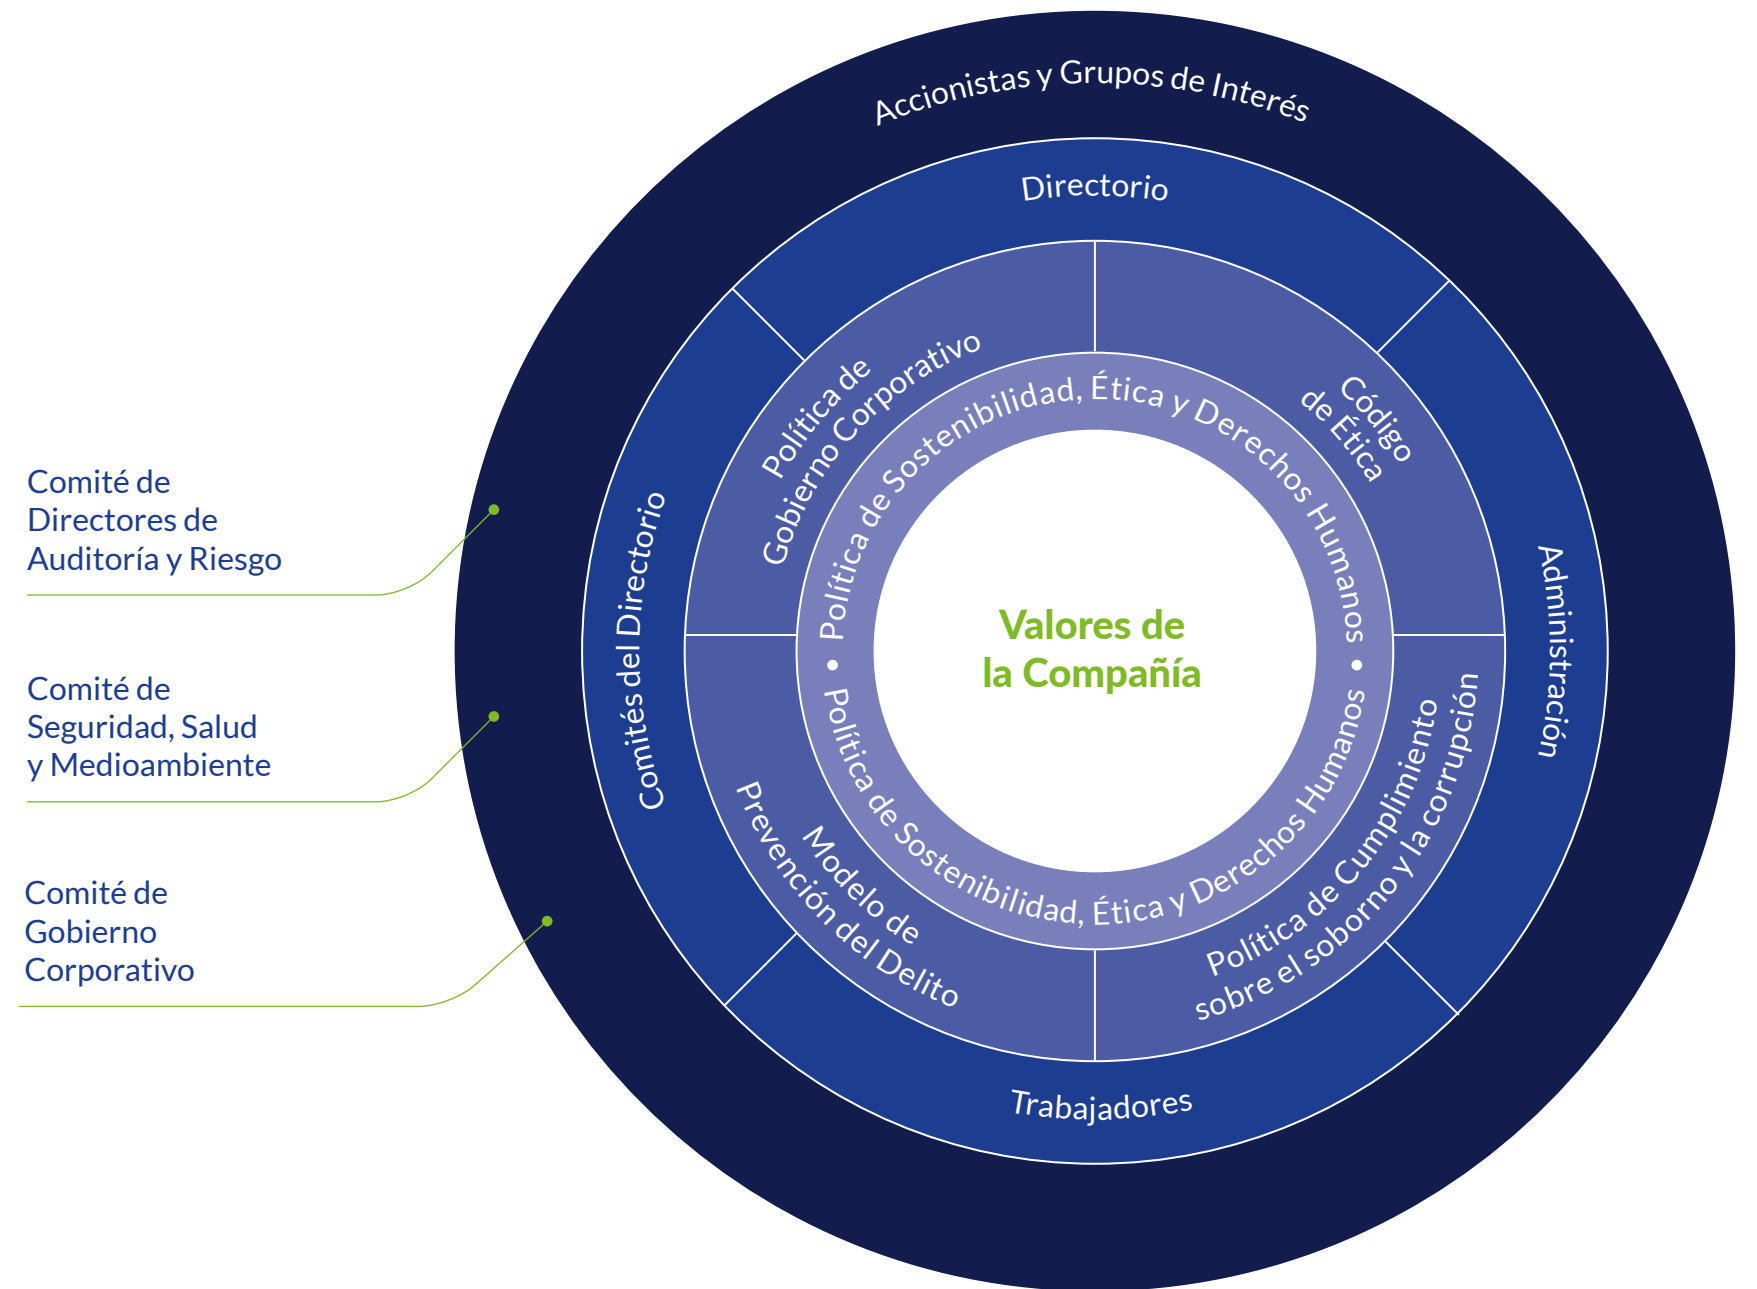 Accionistas y Grupos de Interés
Directorio
Política de
Gobierno Corporativo
Código
de Ética
Política de Sostenibilidad, Ética y Derechos Humanos •
Comité de
Directores de
Auditoría y Riesgo
Comités del Directorio
Administración
Valores de
la Compañía
Comité de
Seguridad, Salud
y Medioambiente
• Política de Sostenibilidad, Ética y Derechos Humanos
Modelo de
Prevención del Delito
Política de Cumplimiento
sobre el soborno y la corrupción
Comité de
Gobierno
Corporativo
Trabajadores